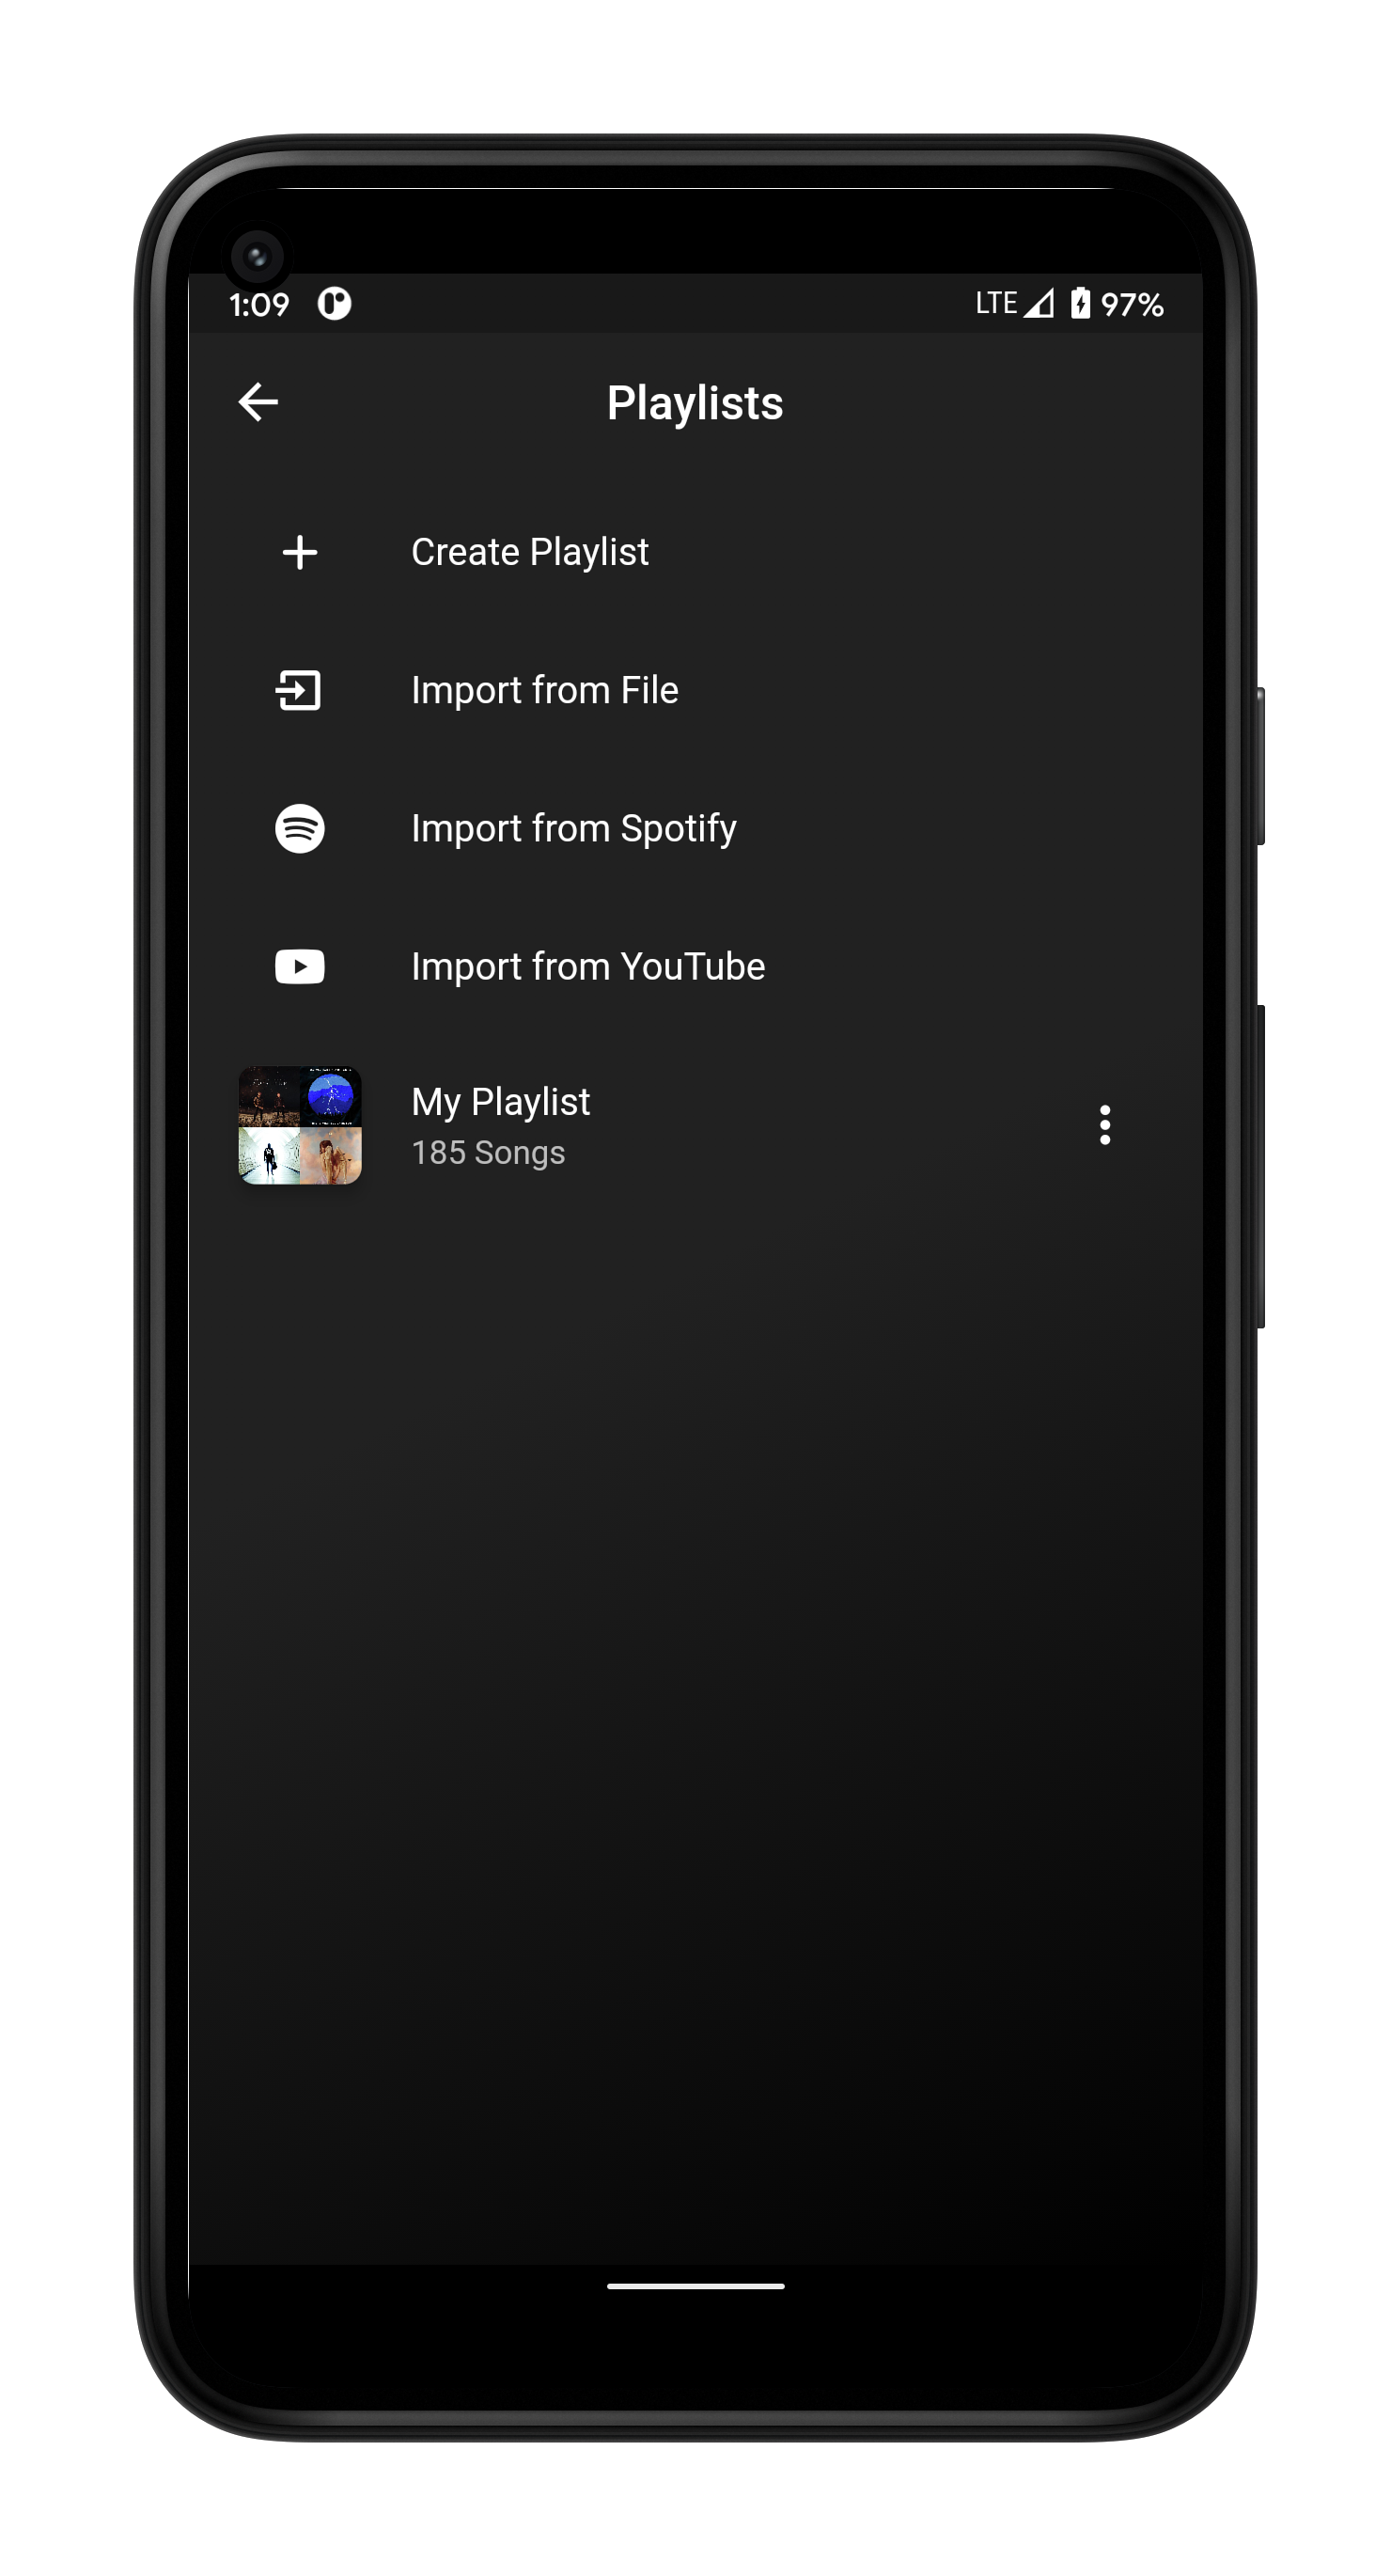 1:09
LTE 97%
Playlists
Create Playlist
Import from File
Import from Spotify
Import from YouTube
My Playlist
185 Songs